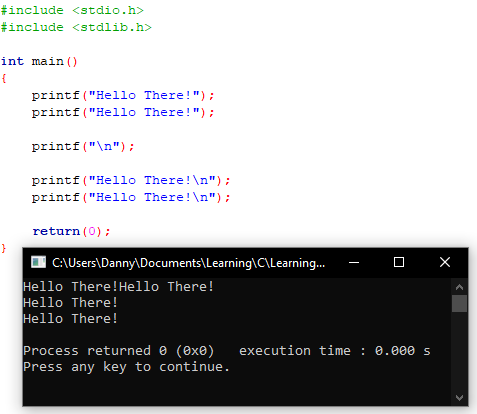 #include <stdio.h>
#include <stdlib.h>
int main()
{
    printf("Hello There!");
    printf("Hello There!");
    printf("\n");
    printf("Hello There!\n");
    printf("Hello There!\n");
    return(0);
}
C:\Users\Danny\Documents\Learning\C\Learning...
Hello There!Hello There!
Hello There!
Hello There!
Process returned 0 (0x0)   execution time : 0.000 s
Press any key to continue.